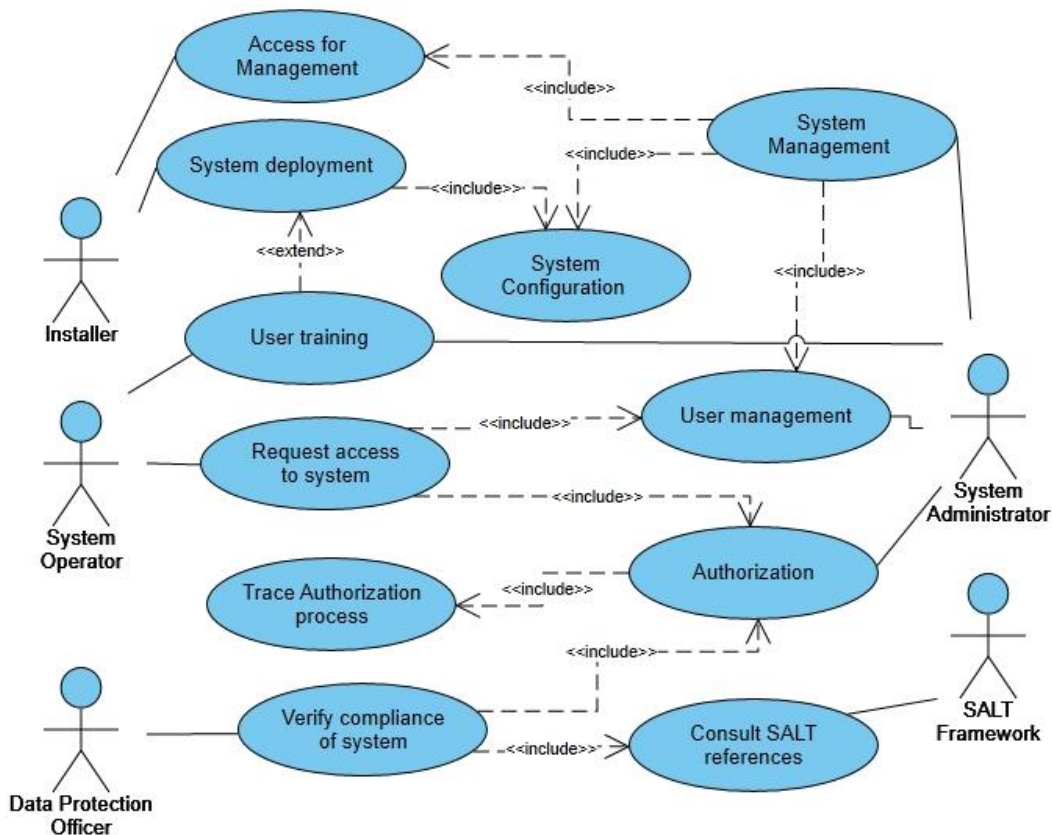 Access for
Management
<<include>>
System
Management
System deployment
<<include>>
<<include>>
<<extend>>
System
Configuration
<<include>>
Installer
User training
<<include>>
User management
Request access
to system
System
Operator
<<include>>
System
Administrator
Authorization
Trace Authorization
process
<<include>>
<<include>>
SALT
Framework
Verify compliance
of system
<<include>>
Consult SALT
references
Data Protection
Officer